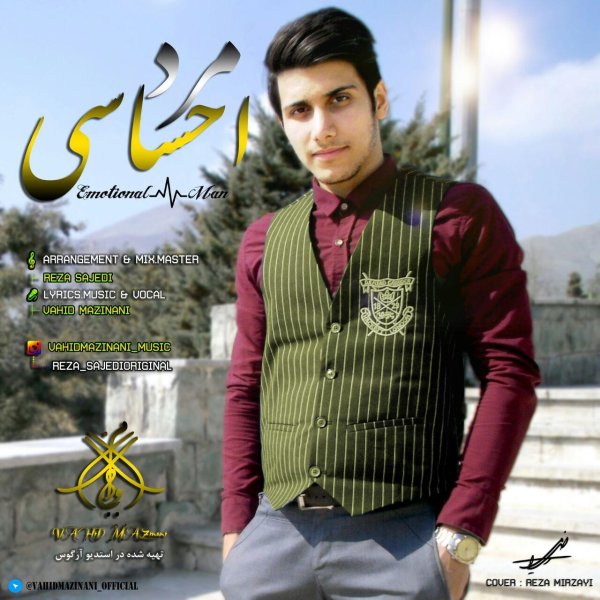 مرد
احساسی
Emotional Man
ARRANGEMENT & MIX.MASTER
REZA SAJEDI
LYRICS.MUSIC & VOCAL
VAHID MAZINANI
VAHIDMAZINANI_MUSIC
REZA_SAJEDIORIGINAL
VAHID MAZinani
تهیه شده در استدیو آرگوس
@VAHIDMAZINANI_OFFICIAL
COVER : REZA MIRZAYI